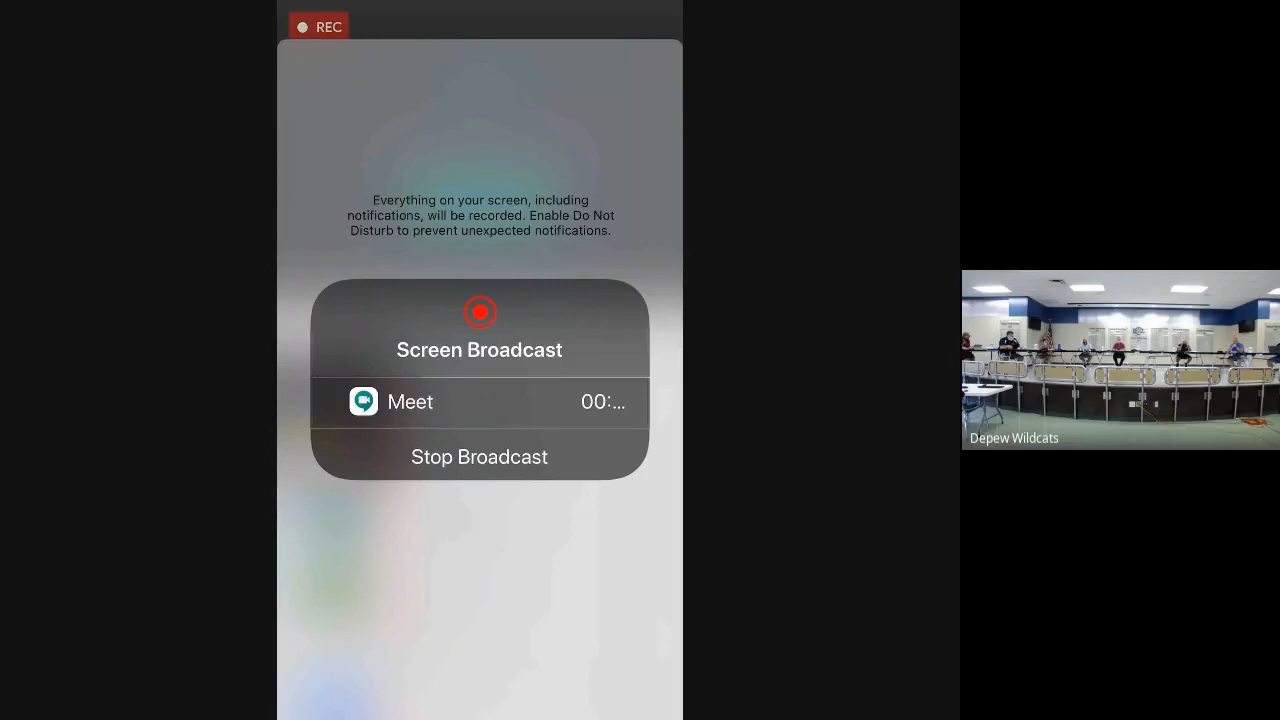 REC
Everything on your screen, including
notifications, will be recorded. Enable Do Not
Disturb to prevent unexpected notifications.
Screen Broadcast
Meet 00:...
Stop Broadcast
Depew Wildcats